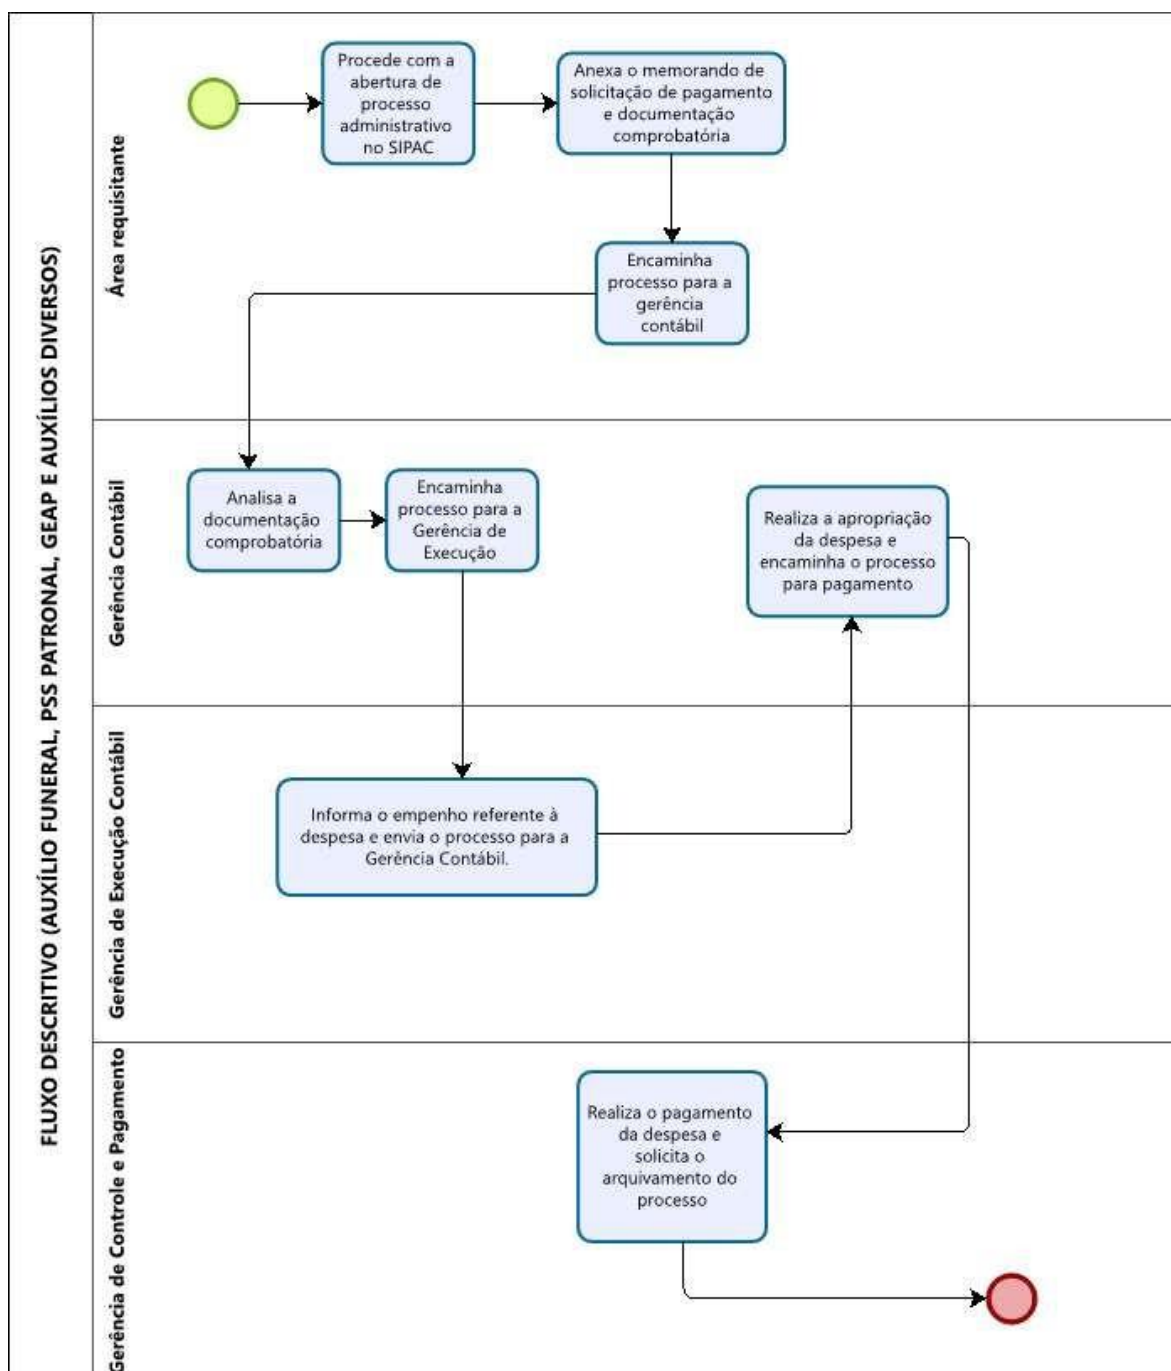 FLUXO DESCRITIVO (AUXÍLIO FUNERAL, PSS PATRONAL, GEAP E AUXÍLIOS DIVERSOS)
Área requisitante
Procede com a
abertura de
processo
administrativo
no SIPAC
Anexa o memorando de
solicitação de pagamento
e documentação
comprobatória
Encaminha
processo para a
gerência
contábil
Gerência Contábil
Analisa a
documentação
comprobatória
Encaminha
processo para a
Gerência de
Execução
Realiza a apropriação
da despesa e
encaminha o processo
para pagamento
Gerência de Execução Contábil
Informa o empenho referente à
despesa e envia o processo para a
Gerência Contábil.
Gerência de Controle e Pagamento
Realiza o pagamento
da despesa e
solicita o
arquivamento do
processo